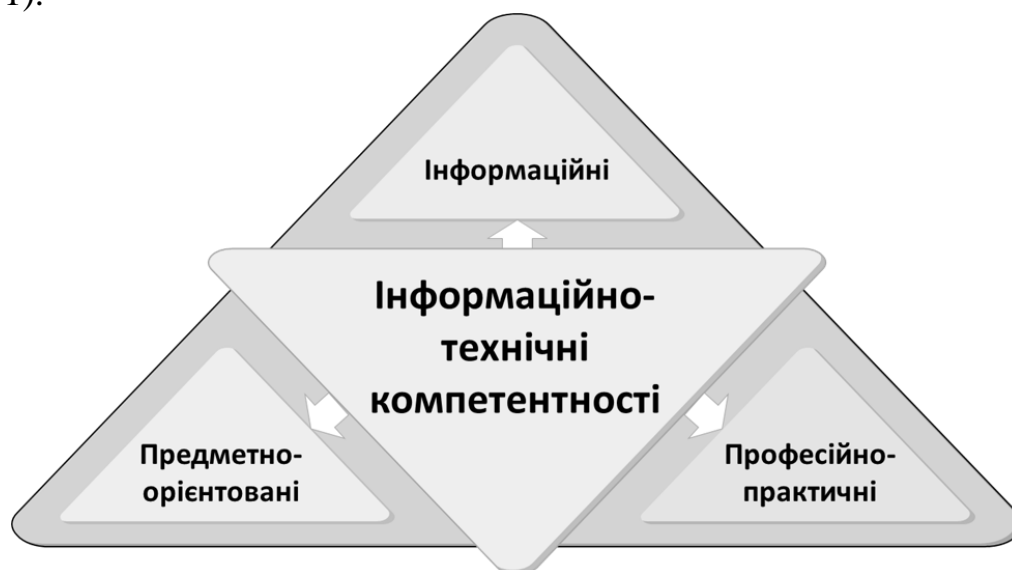 1).
Інформаційні
Інформаційно-
технічні
компетентності
Предметно-
орієнтовані
Професійно-
практичні